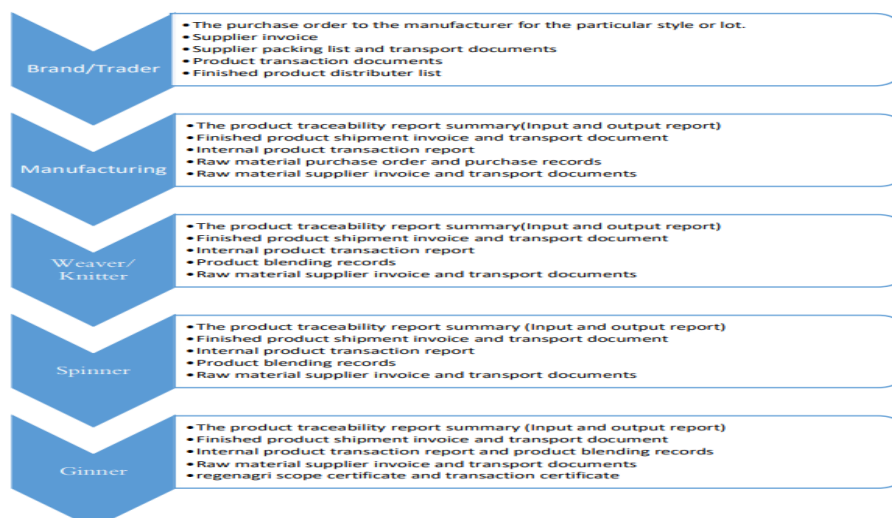 Brand/Trader
•The purchase order to the manufacturer for the particular style or lot.
•Supplier invoice
•Supplier packing list and transport documents
•Product transaction documents
•Finished product distributer list
Manufacturing
•The product traceability report summary(Input and output report)
•Finished product shipment invoice and transport document
•Internal product transaction report
•Raw material purchase order and purchase records
•Raw material supplier invoice and transport documents
Weaver/
Knitter
•The product traceability report summary(Input and output report)
•Finished product shipment invoice and transport document
•Internal product transaction report
•Product blending records
•Raw material supplier invoice and transport documents
Spinner
•The product traceability report summary (Input and output report)
•Finished product shipment invoice and transport document
•Internal product transaction report
•Product blending records
•Raw material supplier invoice and transport documents
Ginner
•The product traceability report summary (Input and output report)
•Finished product shipment invoice and transport document
•Internal product transaction report and product blending records
•Raw material supplier invoice and transport documents
•regenagri scope certificate and transaction certificate